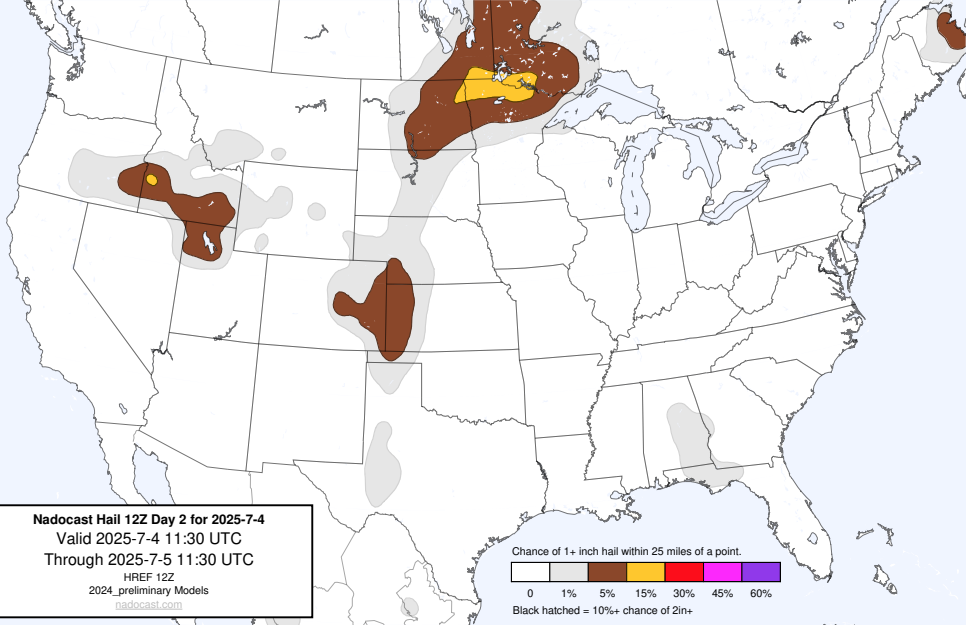 Nadocast Hail 12Z Day 2 for 2025-7-4
Valid 2025-7-4 11:30 UTC
Through 2025-7-5 11:30 UTC
HREF 12Z
2024_preliminary Models
nadocast.com
Chance of 1+ inch hail within 25 miles of a point.
0 1% 5% 15% 30% 45% 60%
Black hatched = 10%+ chance of 2in+